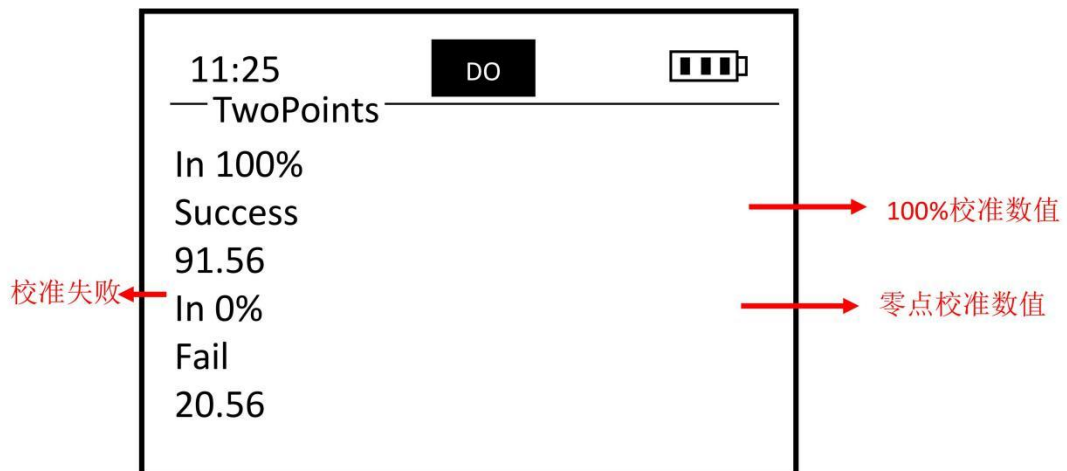 11:25
DO
TwoPoints
In 100%
Success
100%校准数值
91.56
校准失败
In 0%
零点校准数值
Fail
20.56